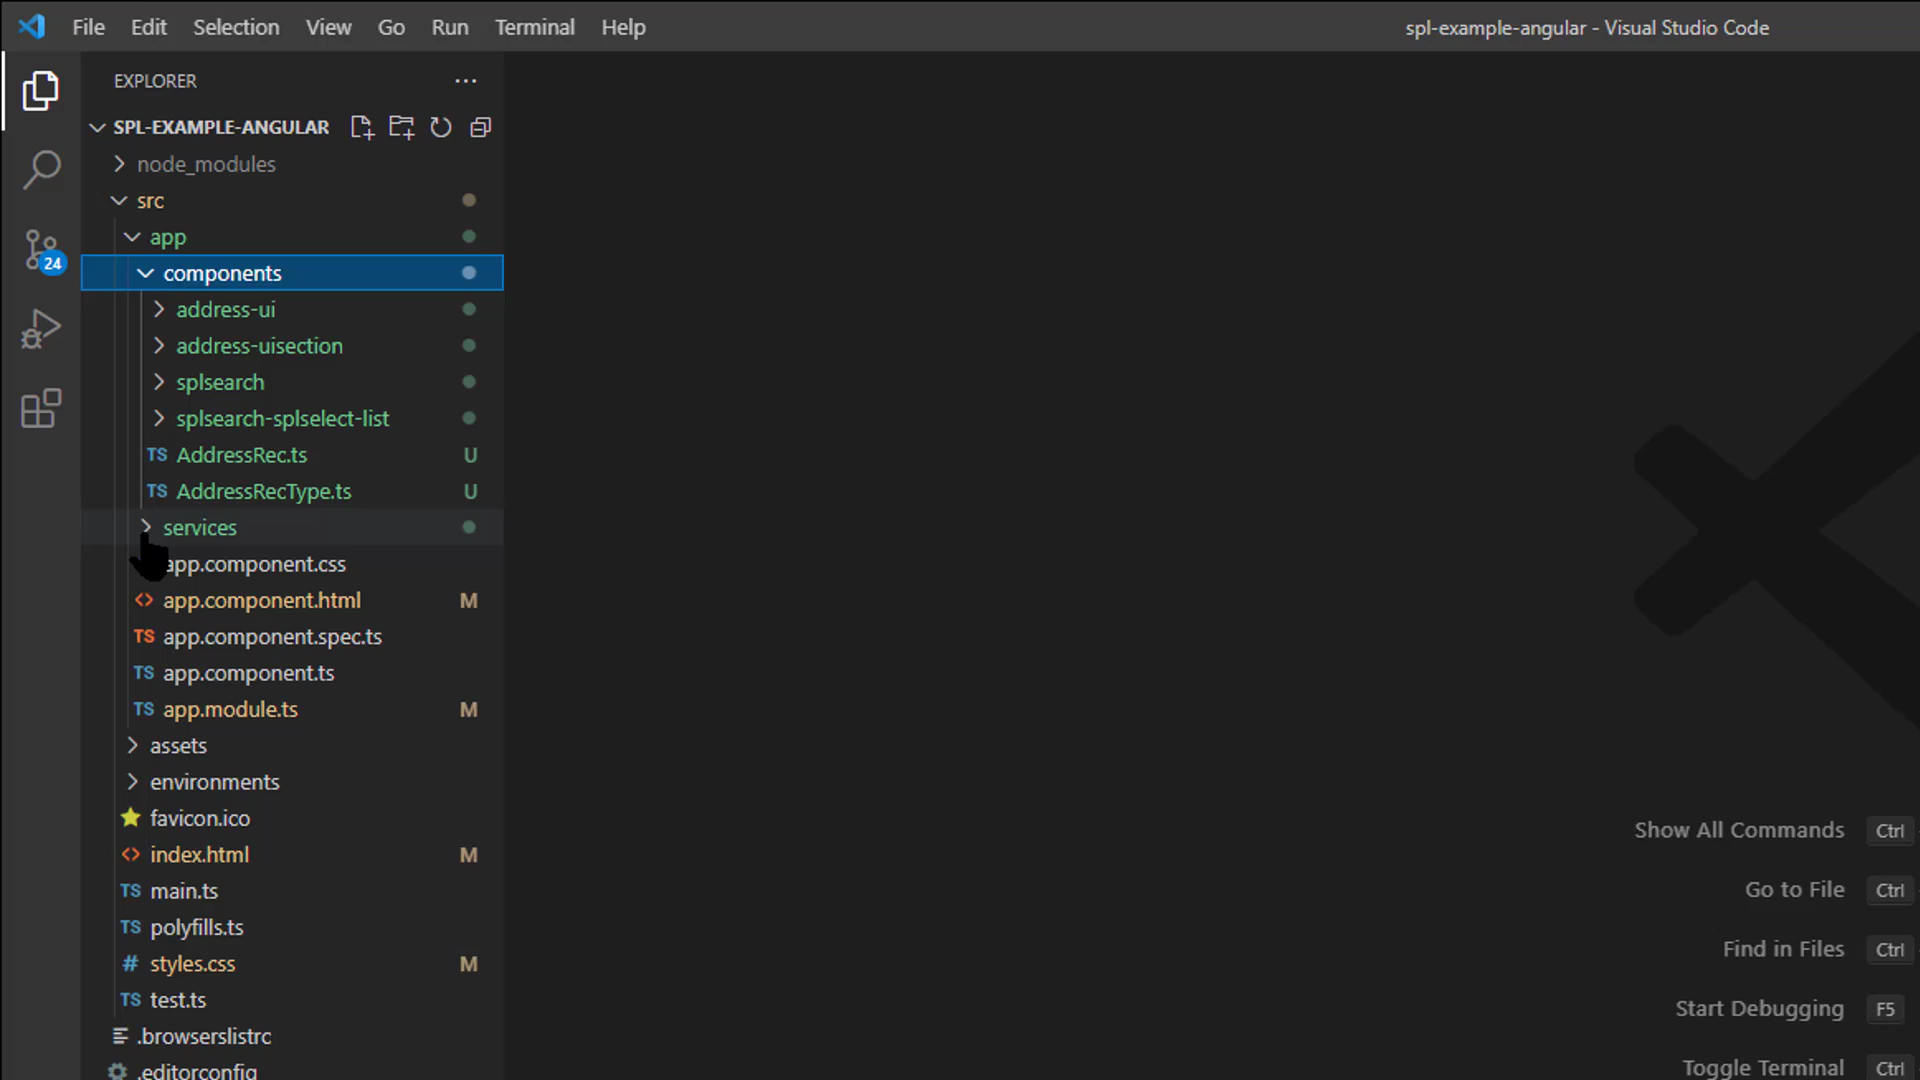 File Edit Selection View Go Run Terminal Help spl-example-angular - Visual Studio Code
EXPLORER
SPL-EXAMPLE-ANGULAR
node_modules
src
app
24
components
address-ui
address-uisection
splsearch
splsearch-splselect-list
TS AddressRec.ts U
TS AddressRecType.ts U
services
app.component.css
<> app.component.html M
TS app.component.spec.ts
TS app.component.ts
TS app.module.ts M
assets
environments
favicon.ico
Show All Commands Ctrl
<> index.html M
TS main.ts
Go to File Ctrl
TS polyfills.ts
Find in Files Ctrl
# styles.css M
TS test.ts
Start Debugging F5
.browserslistrc
Toggle Terminal Ctrl
.editorconfig